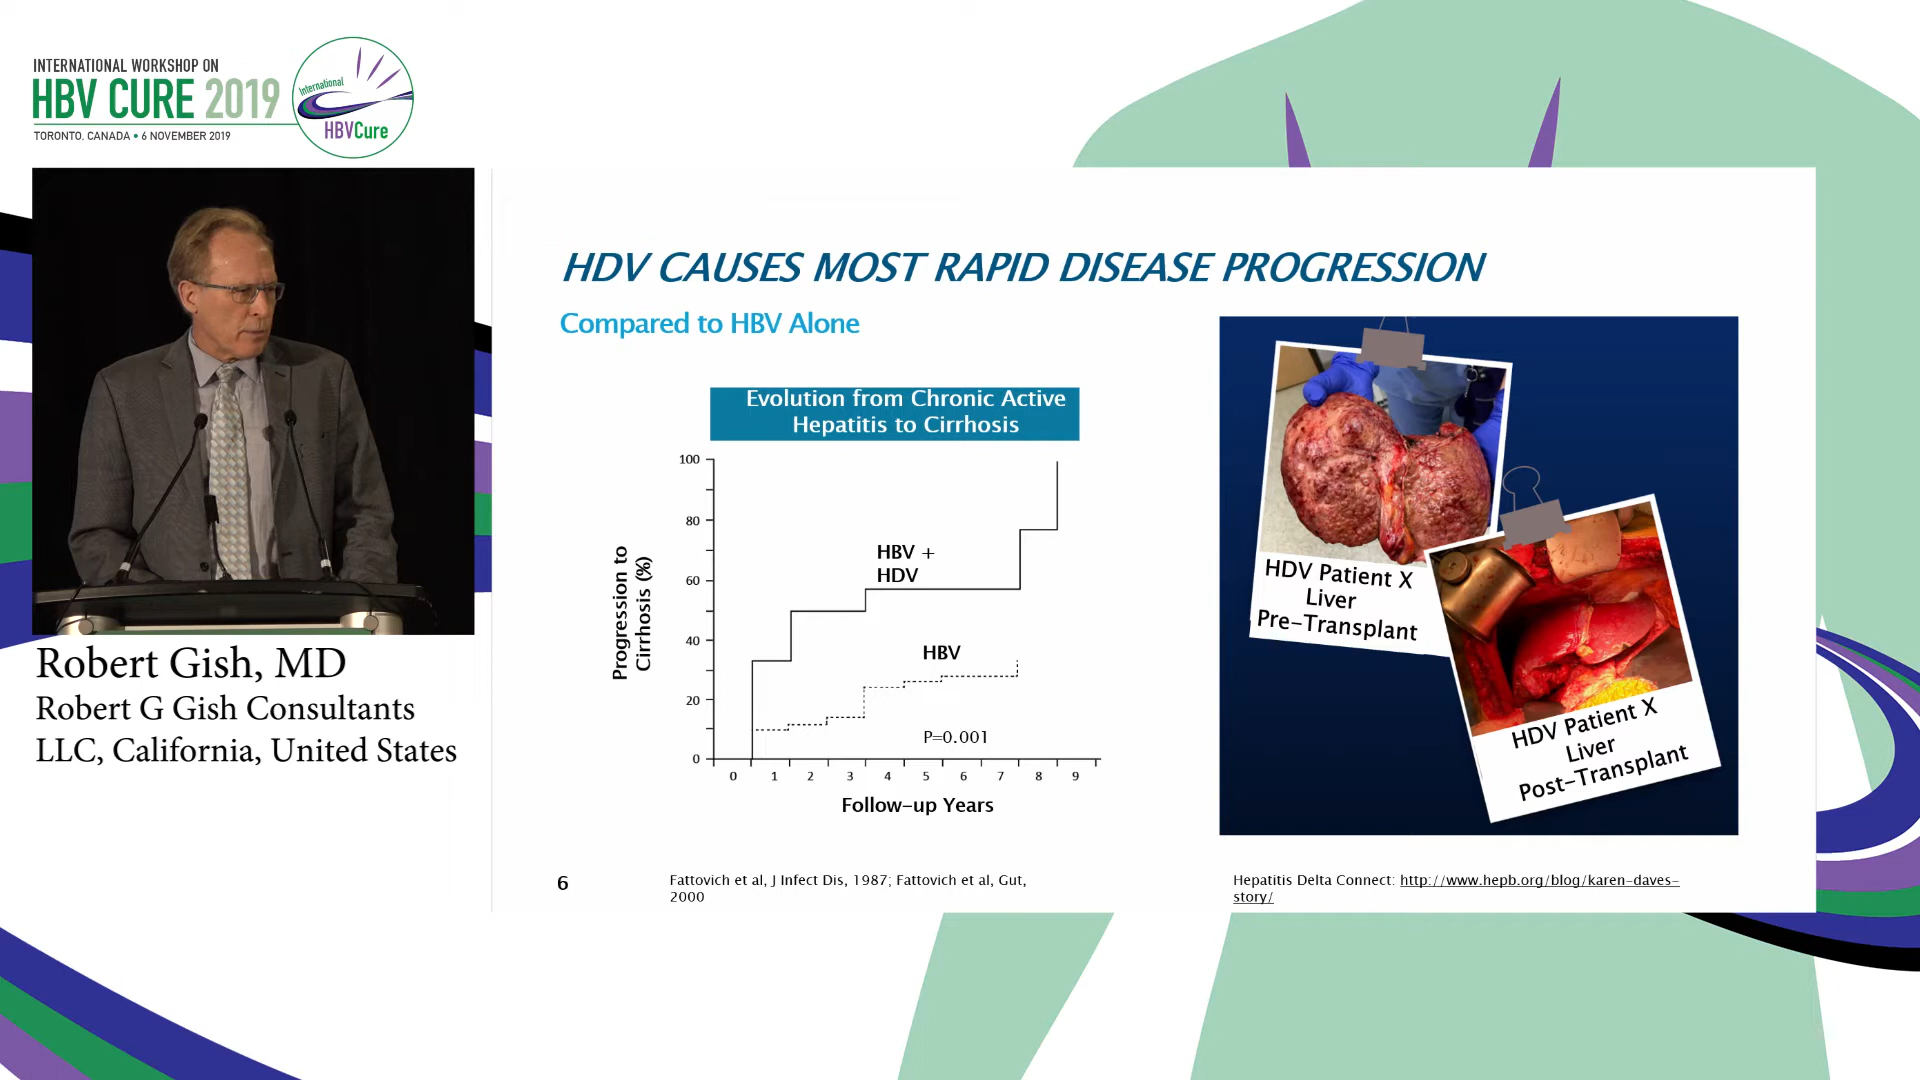 INTERNATIONAL WORKSHOP ON
HBV CURE 2019
TORONTO, CANADA • 6 NOVEMBER 2019
International
HBVCure
Robert Gish, MD
Robert G Gish Consultants
LLC, California, United States
HDV CAUSES MOST RAPID DISEASE PROGRESSION
Compared to HBV Alone
Evolution from Chronic Active
Hepatitis to Cirrhosis
Progression to
Cirrhosis (%)
100
80
60
40
20
0
HBV +
HDV
HBV
P=0.001
0 1 2 3 4 5 6 7 8 9
Follow-up Years
HDV Patient X
Liver
Pre-Transplant
HDV Patient X
Liver
Post-Transplant
6
Fattovich et al, J Infect Dis, 1987; Fattovich et al, Gut,
2000
Hepatitis Delta Connect: http://www.hepb.org/blog/karen-daves-
story/